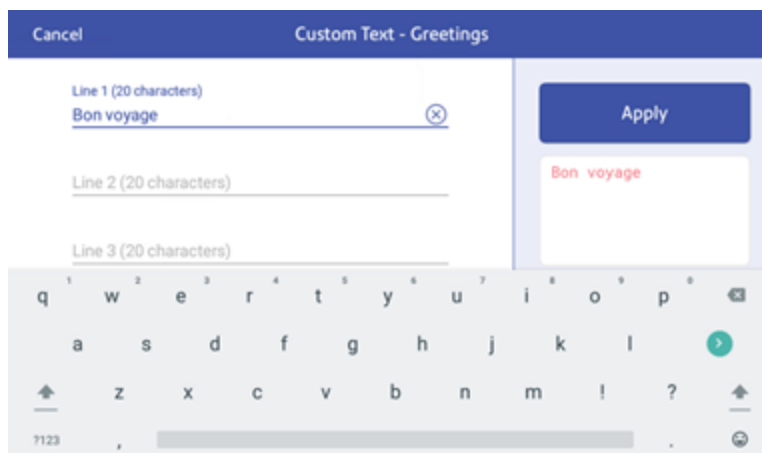 Cancel Custom Text - Greetings
Line 1 (20 characters)
Bon voyage
Apply
Bon voyage
Line 2 (20 characters)
Line 3 (20 characters)
1 2 3 4 5 6 7 8 9 0
q w e r t y u i o p
a s d f g h j k l
z x c v b n m ! ?
?123 , .